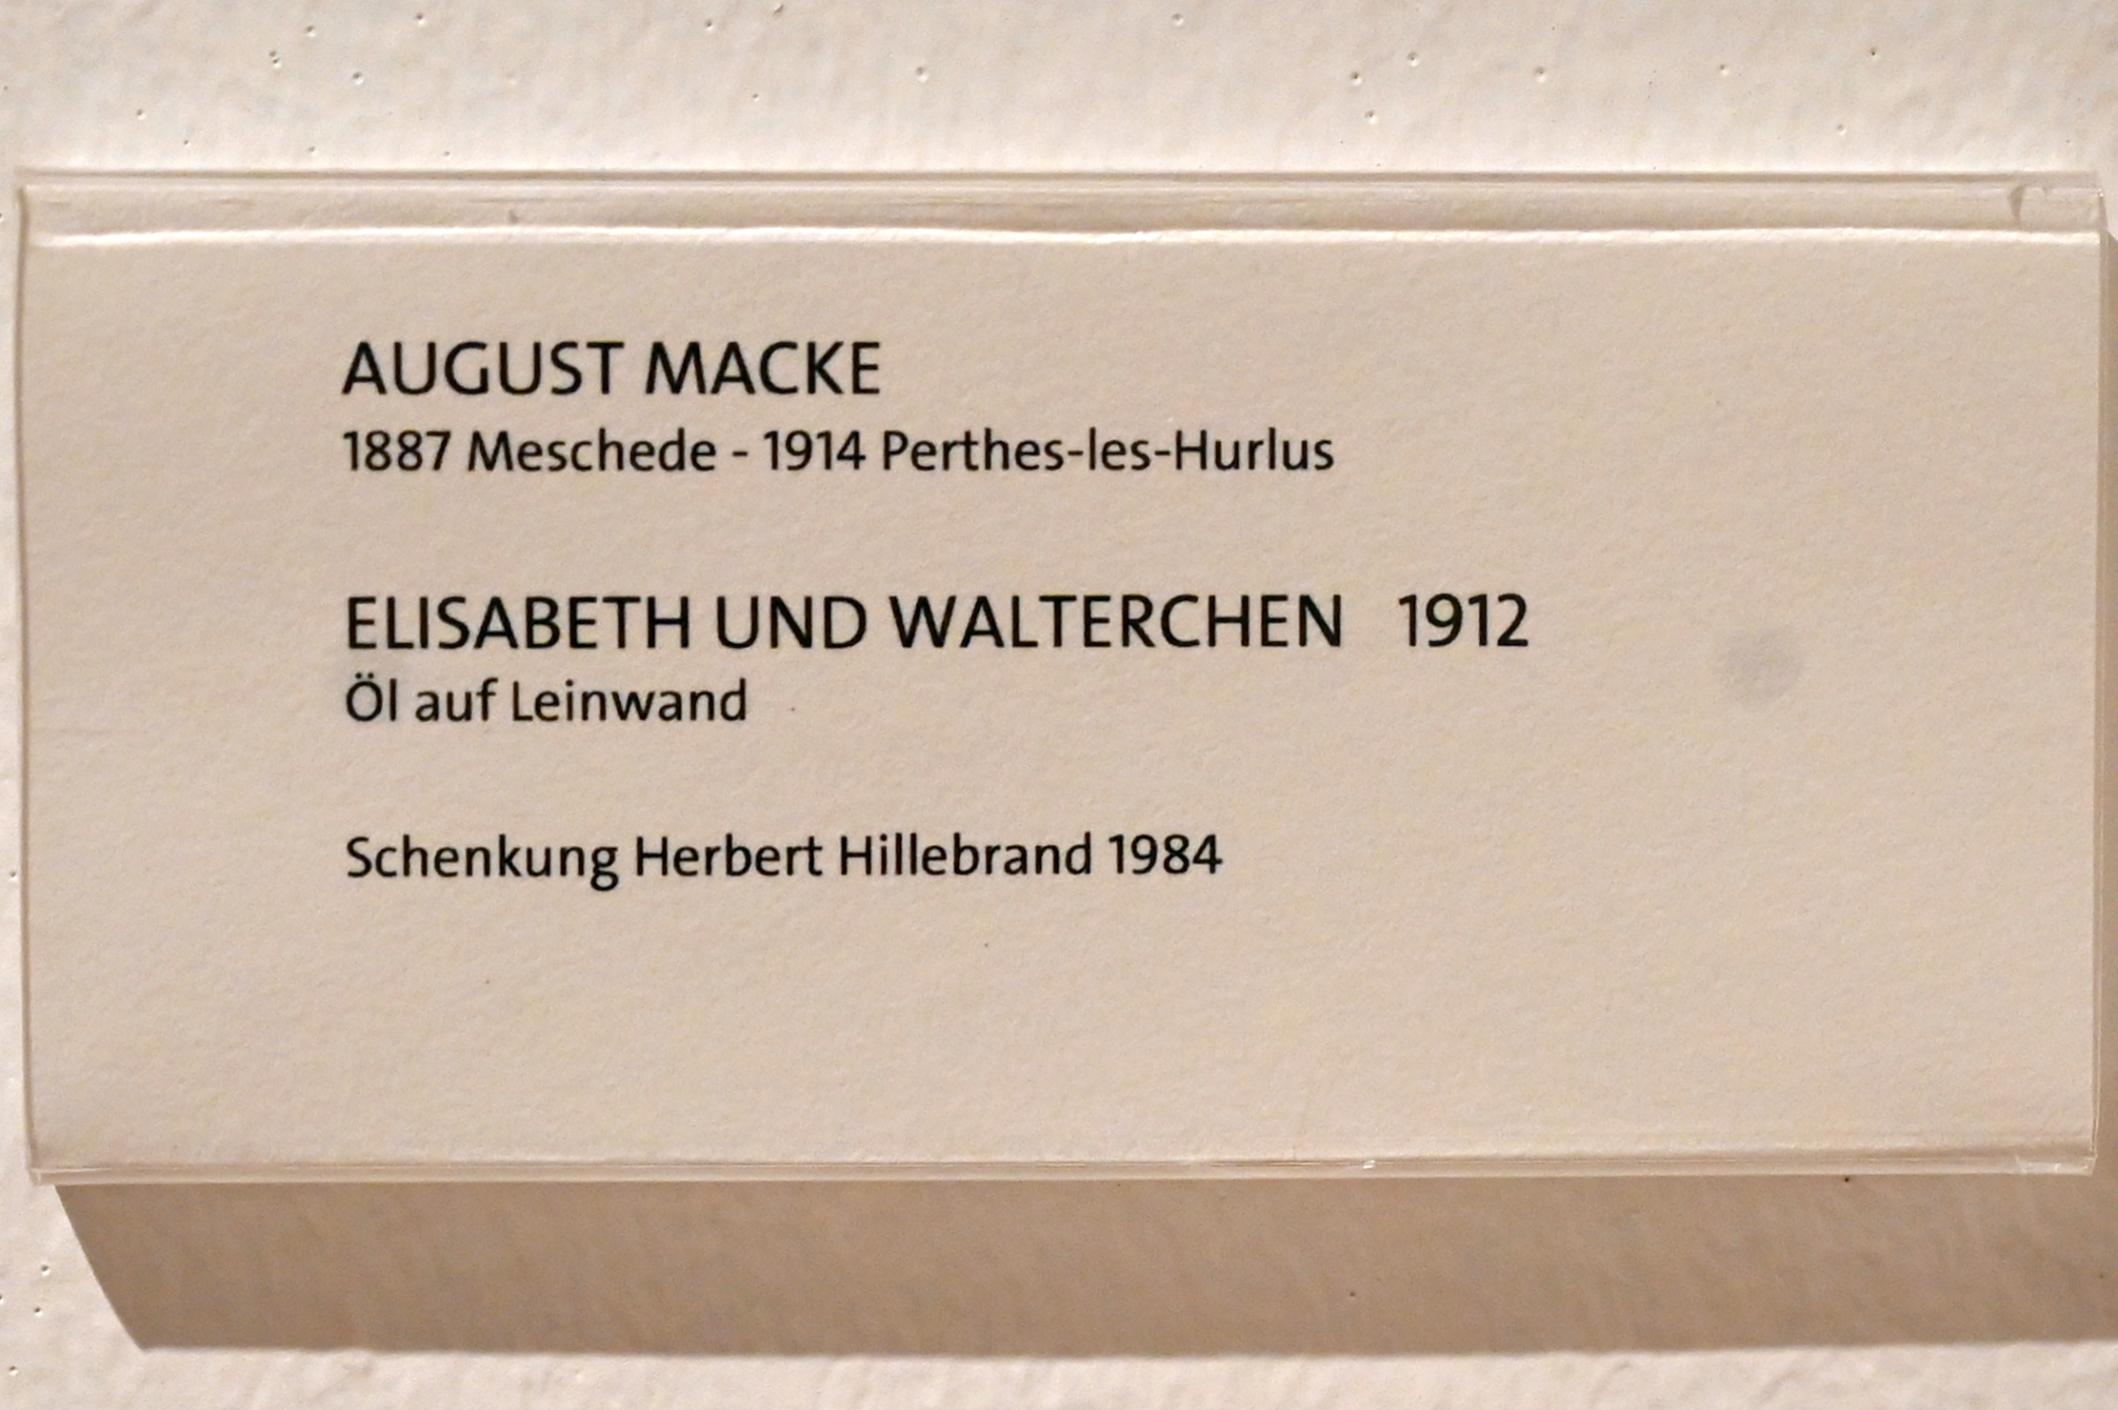 AUGUST MACKE
1887 Meschede - 1914 Perthes-les-Hurlus
ELISABETH UND WALTERCHEN 1912
Öl auf Leinwand
Schenkung Herbert Hillebrand 1984